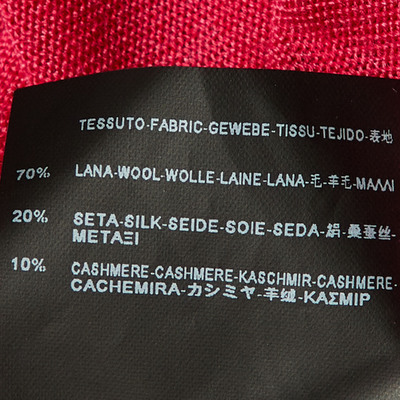 TESSUTO-FABRIC-GEWEBE-TISSU-TEJIDO-表地
70% LANA-WOOL-WOLLE-LAINE-LANA-毛-羊毛-ΜΑΛΛΙ
20% SETA-SILK-SEIDE-SOIE-SEDA-絹-桑蚕丝-
ΜΕΤΑΞΙ
10% CASHMERE-CASHMERE-KASCHMIR-CASHMERE-
CACHEMIRA-カシミヤ-羊绒-ΚΑΣΜΙΡ